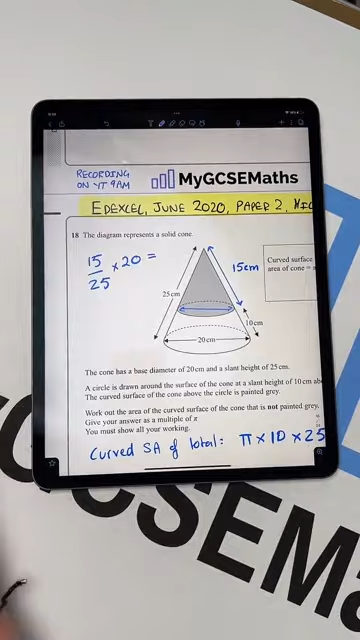 RECORDING
ON YT 9AM
MyGCSEMaths
EDEXCEL, JUNE 2020, PAPER 2,
18 The diagram represents a solid cone.
15
25
× 20 =
15cm
Curved surface
area of cone =
25 cm
10 cm
20 cm
The cone has a base diameter of 20 cm and a slant height of 25 cm.
A circle is drawn around the surface of the cone at a slant height of 10 cm
The curved surface of the cone above the circle is painted grey.
Work out the area of the curved surface of the cone that is not painted grey.
Give your answer as a multiple of π
You must show all your working.
Curved SA of total: π × 10 × 25
GCSEMa